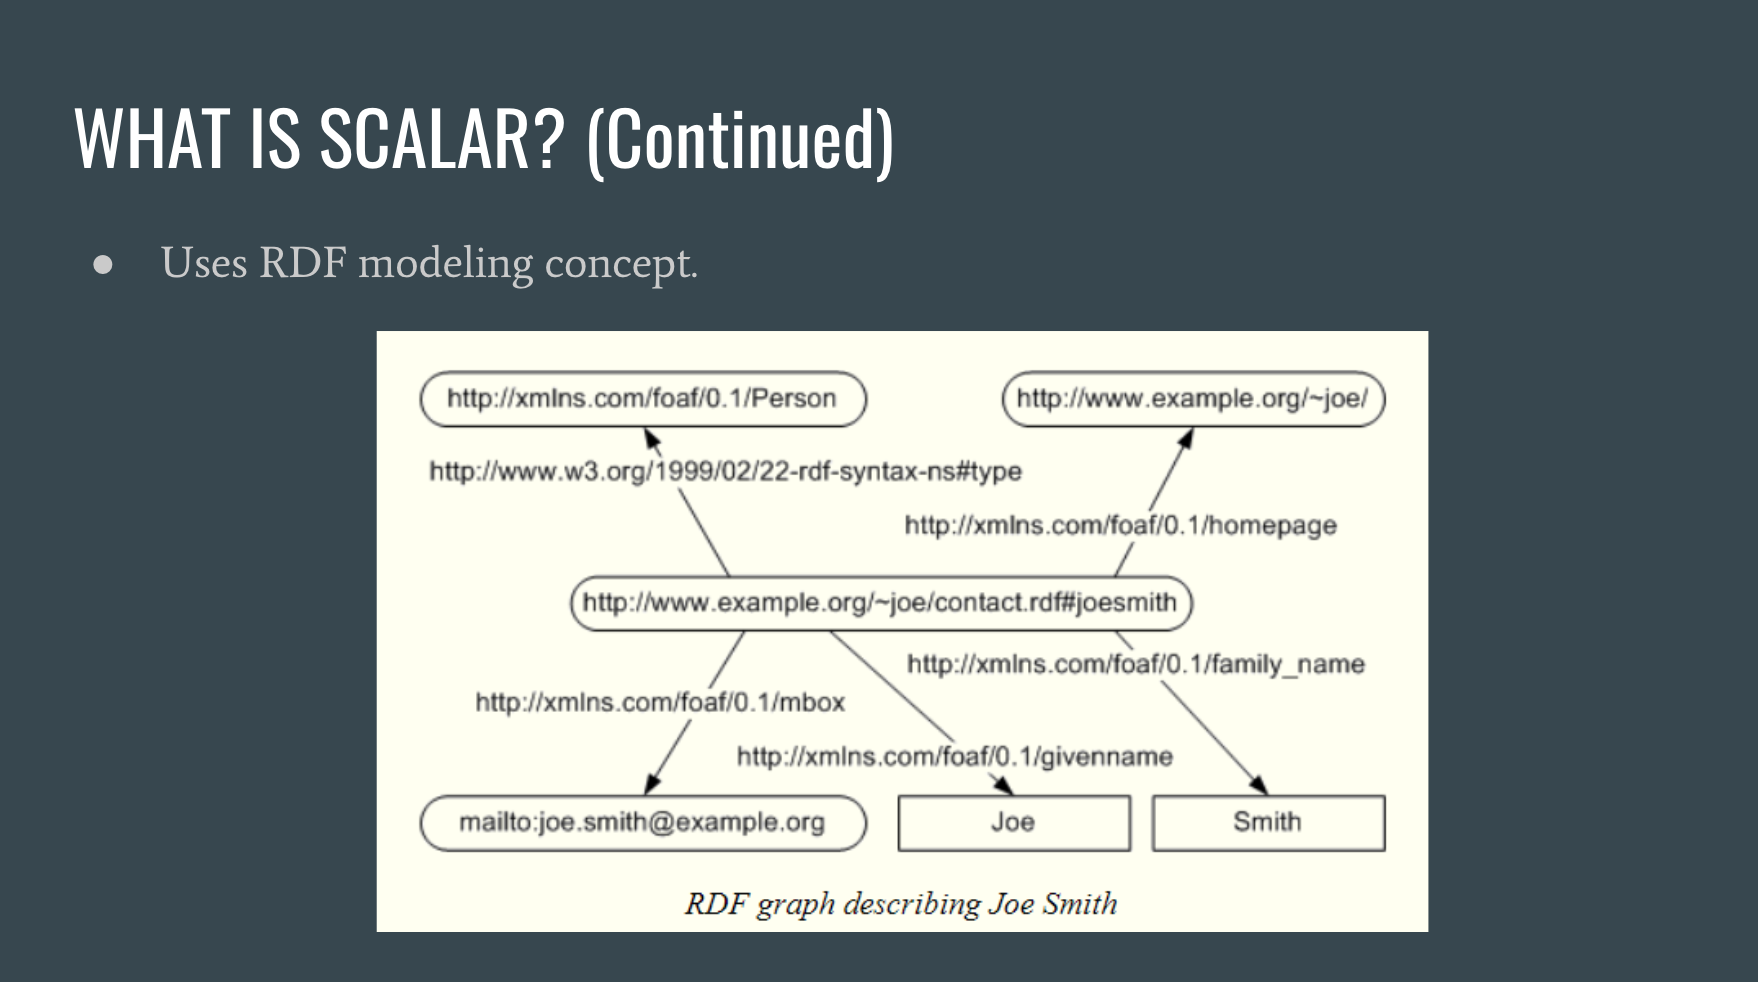 WHAT IS SCALAR? (Continued)
● Uses RDF modeling concept.
http://xmlns.com/foaf/0.1/Person
http://www.example.org/~joe/
http://www.w3.org/1999/02/22-rdf-syntax-ns#type
http://xmlns.com/foaf/0.1/homepage
http://www.example.org/~joe/contact.rdf#joesmith
http://xmlns.com/foaf/0.1/family_name
http://xmlns.com/foaf/0.1/mbox
http://xmlns.com/foaf/0.1/givenname
mailto:joe.smith@example.org
Joe
Smith
RDF graph describing Joe Smith